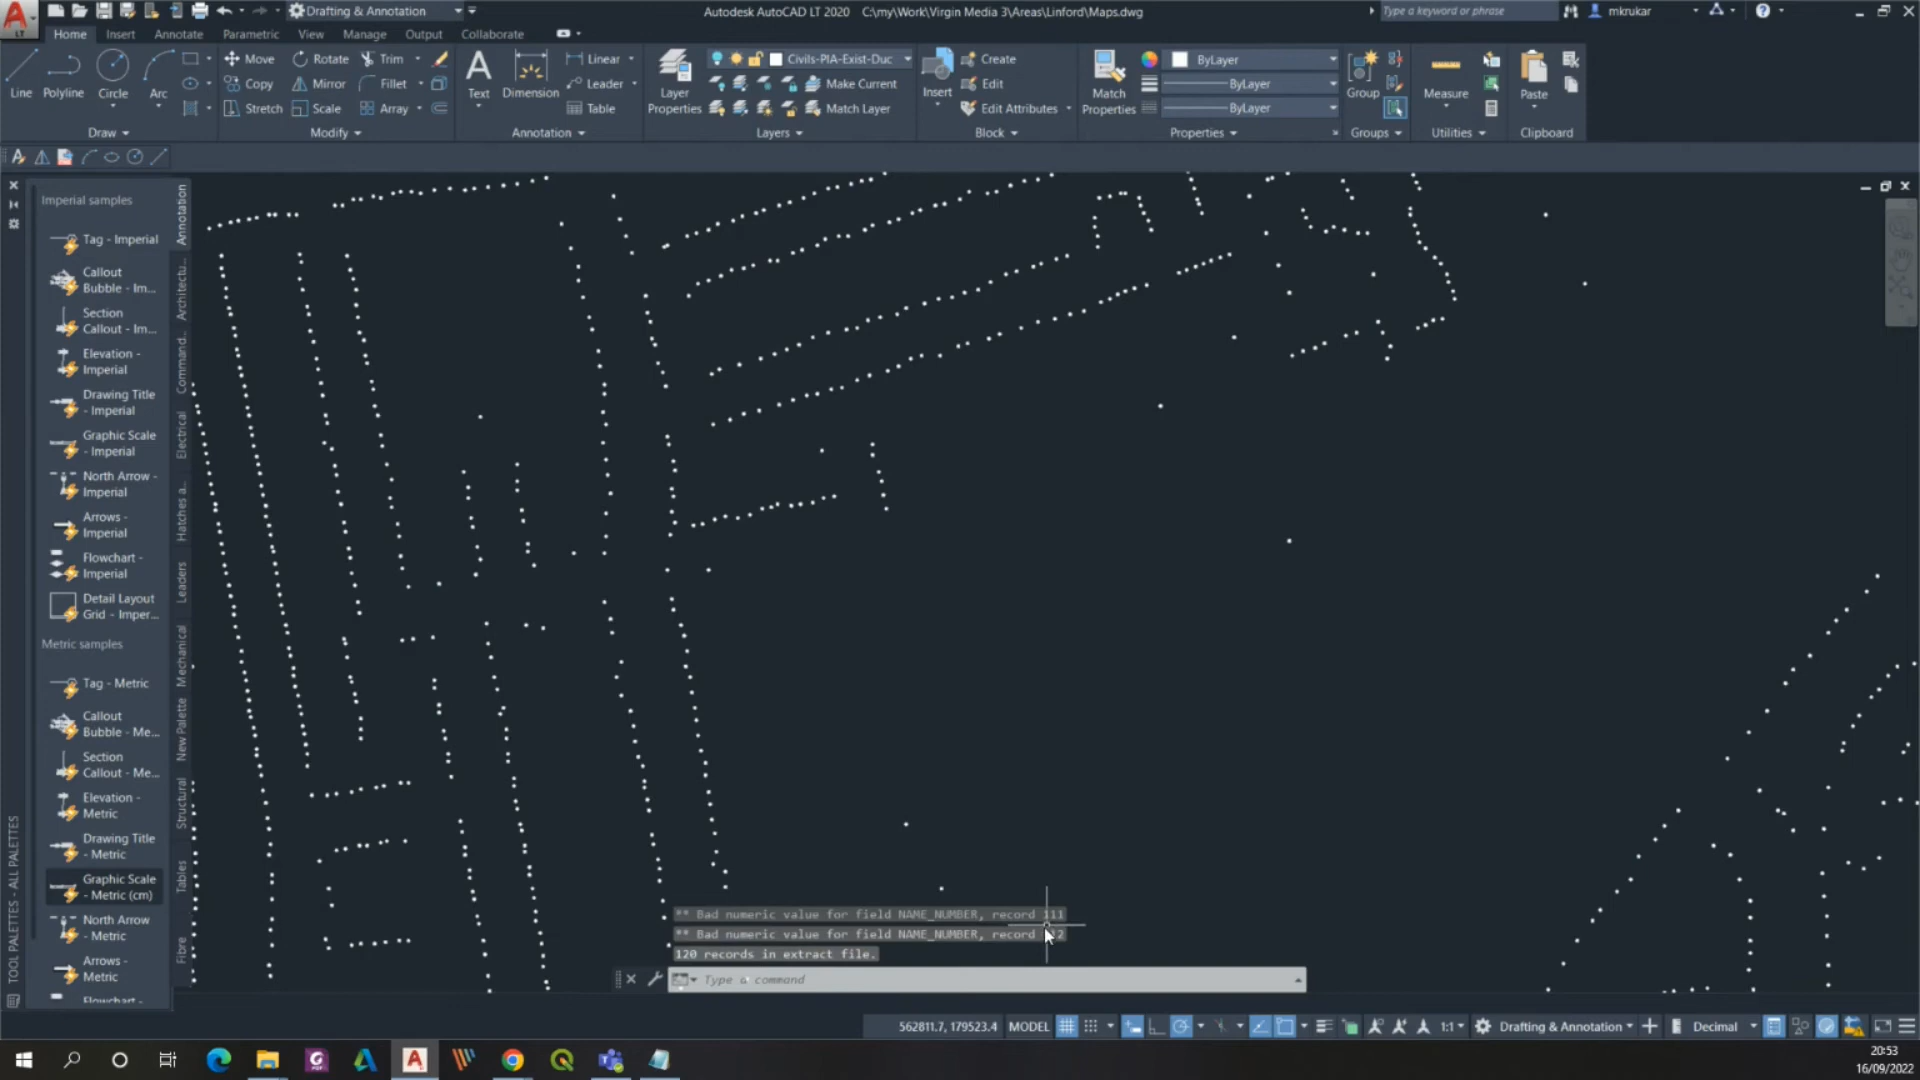 LT
Drafting & Annotation
Autodesk AutoCAD LT 2020 C:\my\Work\Virgin Media 3\Areas\Linford\Maps.dwg
Type a keyword or phrase
mkrukar
Home Insert Annotate Parametric View Manage Output Collaborate
Line
Polyline
Circle
Arc
Move
Rotate
Trim
Copy
Mirror
Fillet
Stretch
Scale
Array
Text
Dimension
Linear
Leader
Table
Layer
Properties
Civils-PIA-Exist-Duc
Make Current
Match Layer
Insert
Create
Edit
Edit Attributes
Match
Properties
ByLayer
ByLayer
ByLayer
Group
Measure
Paste
Draw
Modify
Annotation
Layers
Block
Properties
Groups
Utilities
Clipboard
Imperial samples
Tag - Imperial
Callout
Bubble - Im...
Section
Callout - Im...
Elevation -
Imperial
Drawing Title
- Imperial
Graphic Scale
- Imperial
North Arrow -
Imperial
Arrows -
Imperial
Flowchart -
Imperial
Detail Layout
Grid - Imper...
Metric samples
Tag - Metric
Callout
Bubble - Me...
Section
Callout - Me...
Elevation -
Metric
Drawing Title
- Metric
Graphic Scale
- Metric (cm)
North Arrow
- Metric
Arrows -
Metric
Flowchart -
Annotation
Architectu...
Command...
Electrical
Hatches a...
Leaders
Mechanical
New Palette
Structural
Tables
Fibre
TOOL PALETTES - ALL PALETTES
** Bad numeric value for field NAME_NUMBER, record 111
** Bad numeric value for field NAME_NUMBER, record 112
120 records in extract file.
Type a command
562811.7, 179523.4 MODEL
1:1
Drafting & Annotation
Decimal
20:53
16/09/2022